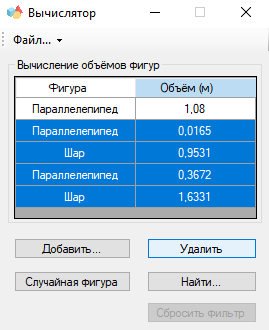 Вычислятор
Файл...
Вычисление объёмов фигур
Фигура Объём (м)
Параллелепипед 1,08
Параллелепипед 0,0165
Шар 0,9531
Параллелепипед 0,3672
Шар 1,6331
Добавить... Удалить
Случайная фигура Найти...
Сбросить фильтр